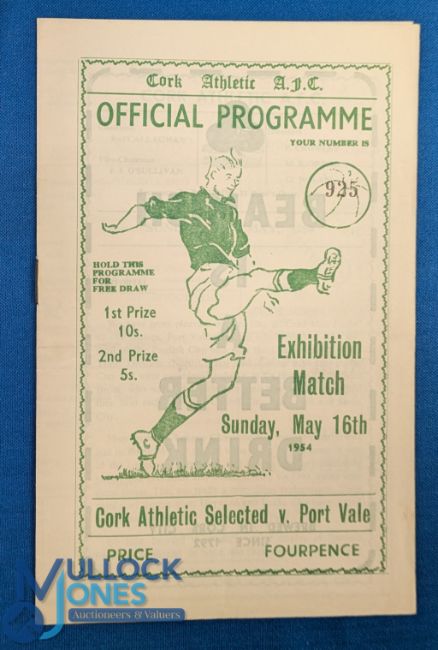 Cork Athletic A.F.C.
OFFICIAL PROGRAMME
YOUR NUMBER IS
925
HOLD THIS
PROGRAMME
FOR
FREE DRAW
1st Prize
10s.
2nd Prize
5s.
Exhibition
Match
Sunday, May 16th
1954
Cork Athletic Selected v. Port Vale
PRICE FOURPENCE
MULLOCK
JONES
Auctioneers & Valuers